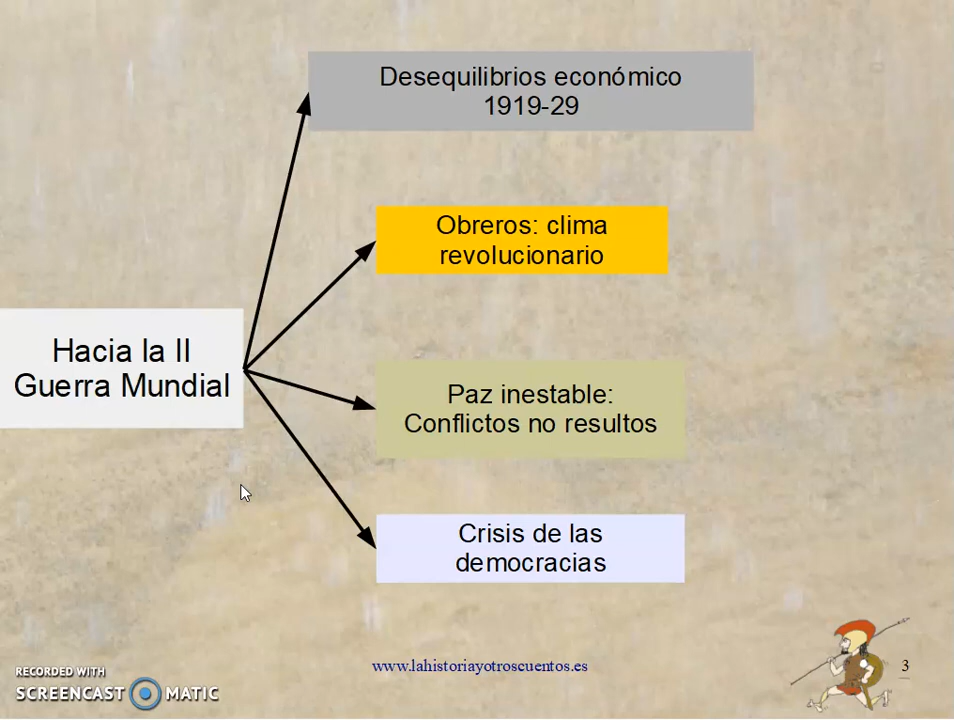 Desequilibrios económico
1919-29
Obreros: clima
revolucionario
Hacia la II
Guerra Mundial
Paz inestable:
Conflictos no resultos
Crisis de las
democracias
www.lahistoriayotroscuentos.es
3
RECORDED WITH
SCREENCAST MATIC